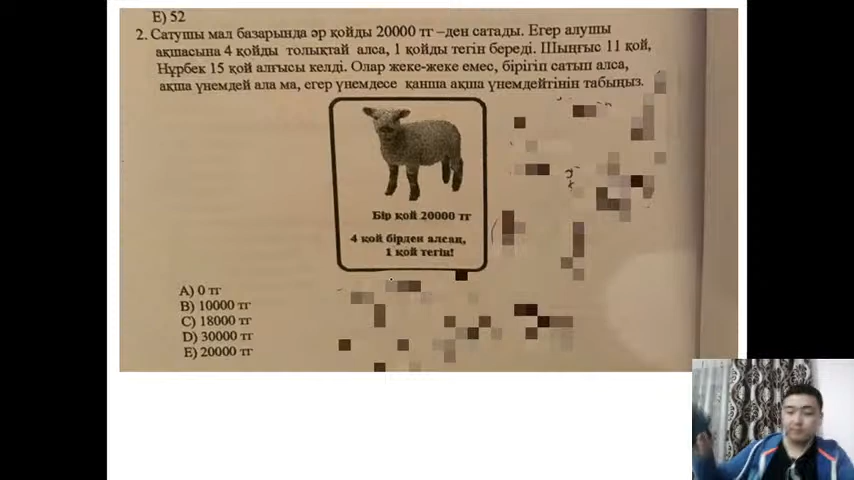 E) 52
2. Сатушы мал базарында әр қойды 20000 тг –ден сатады. Егер алушы
ақшасына 4 қойды толықтай алса, 1 қойды тегін береді. Шыңғыс 11 қой,
Нұрбек 15 қой алғысы келді. Олар жеке-жеке емес, бірігіп сатып алса,
ақша үнемдей ала ма, егер үнемдесе қанша ақша үнемдейтінін табыңыз.
Бір қой 20000 тг
4 қой бірден алсаң,
1 қой тегін!
A) 0 тг
B) 10000 тг
C) 18000 тг
D) 30000 тг
E) 20000 тг